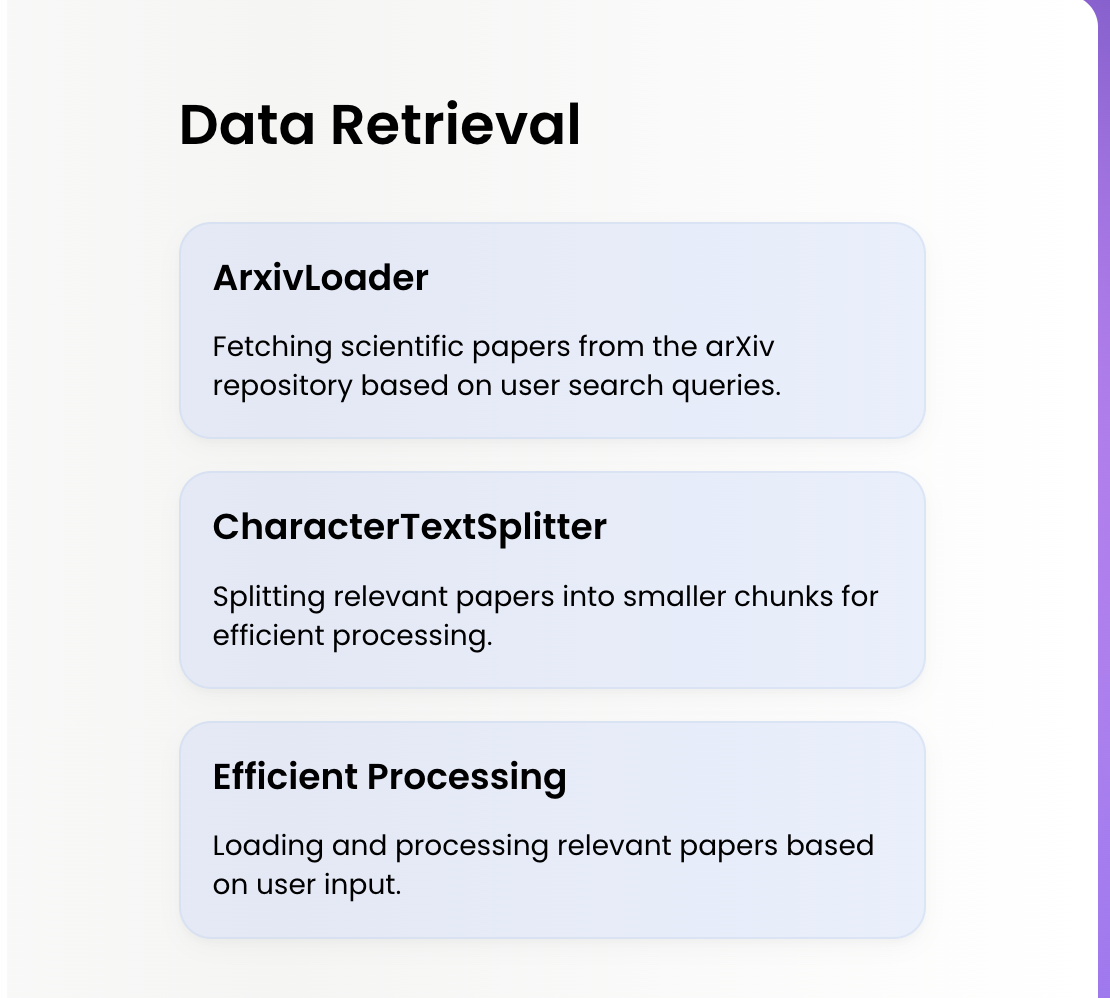 Data Retrieval
ArxivLoader
Fetching scientific papers from the arXiv
repository based on user search queries.
CharacterTextSplitter
Splitting relevant papers into smaller chunks for
efficient processing.
Efficient Processing
Loading and processing relevant papers based
on user input.